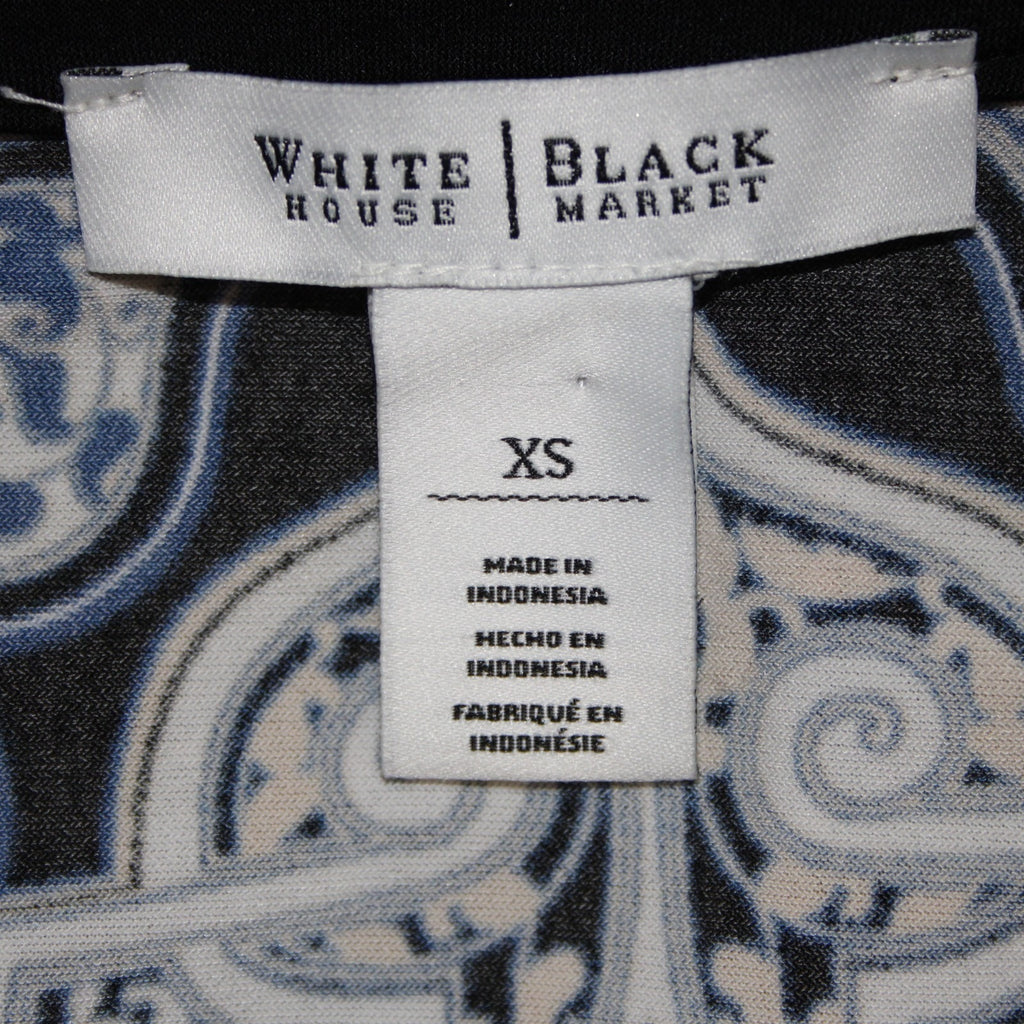 WHITE | BLACK
HOUSE | MARKET
XS
MADE IN
INDONESIA
HECHO EN
INDONESIA
FABRIQUÉ EN
INDONÉSIE